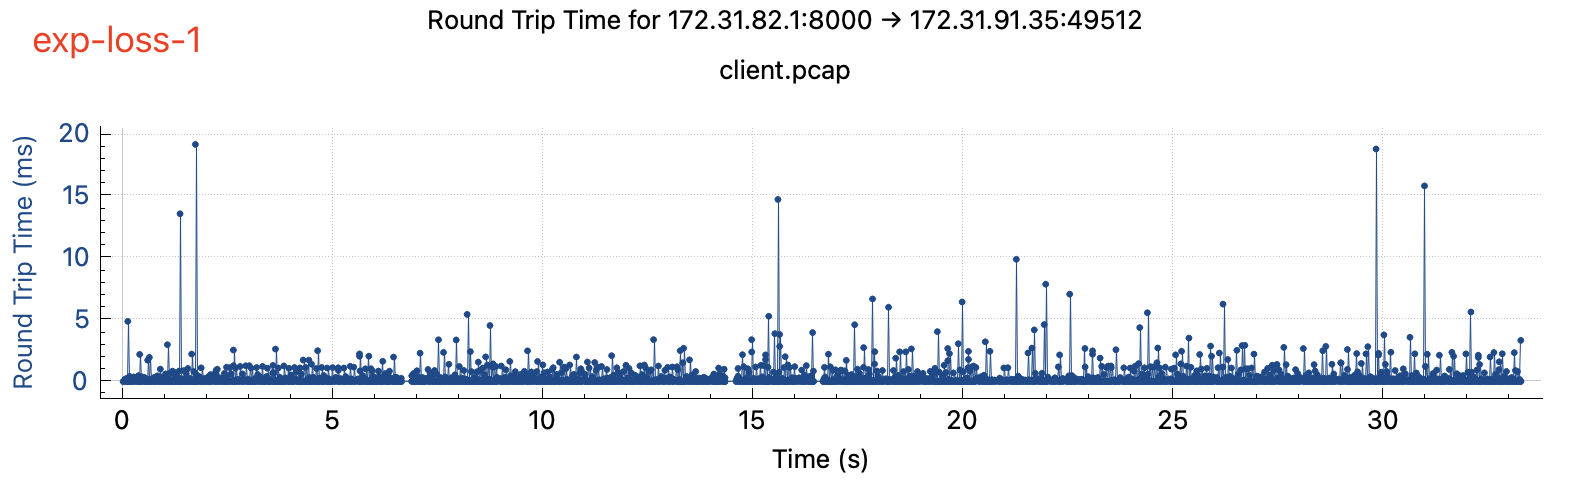 Round Trip Time for 172.31.82.1:8000 → 172.31.91.35:49512
exp-loss-1
client.pcap
Round Trip Time (ms)
20
15
10
5
0
0 5 10 15 20 25 30
Time (s)